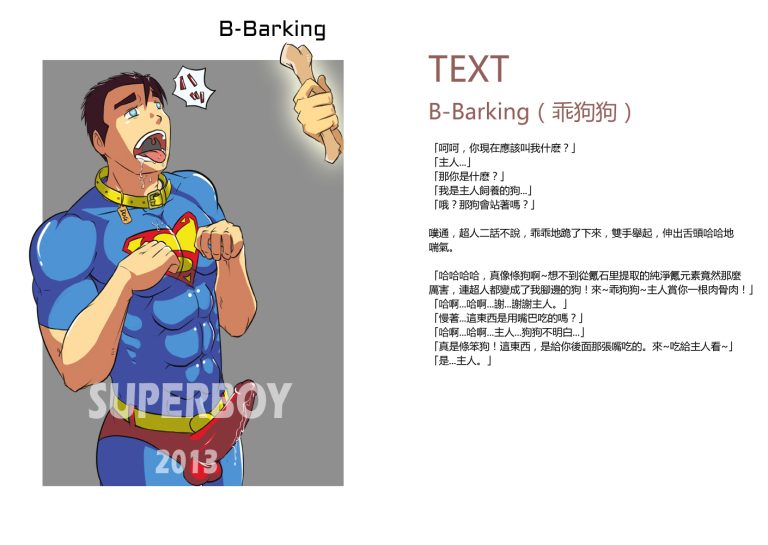 B-Barking
SUPERBOY
2013
TEXT
B-Barking（乖狗狗）
「呵呵，你現在應該叫我什麽？」
「主人...」
「那你是什麽？」
「我是主人飼養的狗...」
「哦？那狗會站著嗎？」
噗通，超人二話不說，乖乖地跪了下來，雙手舉起，伸出舌頭哈哈地
喘氣。
「哈哈哈哈，真像條狗啊~想不到從氪石里提取的純淨氪元素竟然那麼
厲害，連超人都變成了我腳邊的狗！來~乖狗狗~主人賞你一根肉骨肉！」
「哈啊...哈啊...謝...謝謝主人。」
「慢著...這東西是用嘴巴吃的嗎？」
「哈啊...哈啊...主人...狗狗不明白...」
「真是條笨狗！這東西，是給你後面那張嘴吃的。來~吃給主人看~」
「是...主人。」